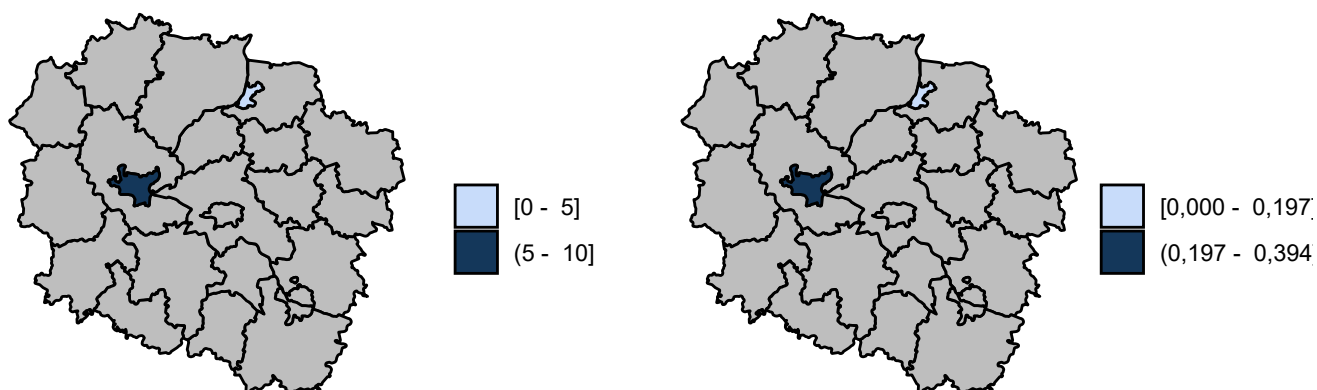 [0 - 5]
(5 - 10]
[0,000 - 0,197]
(0,197 - 0,394